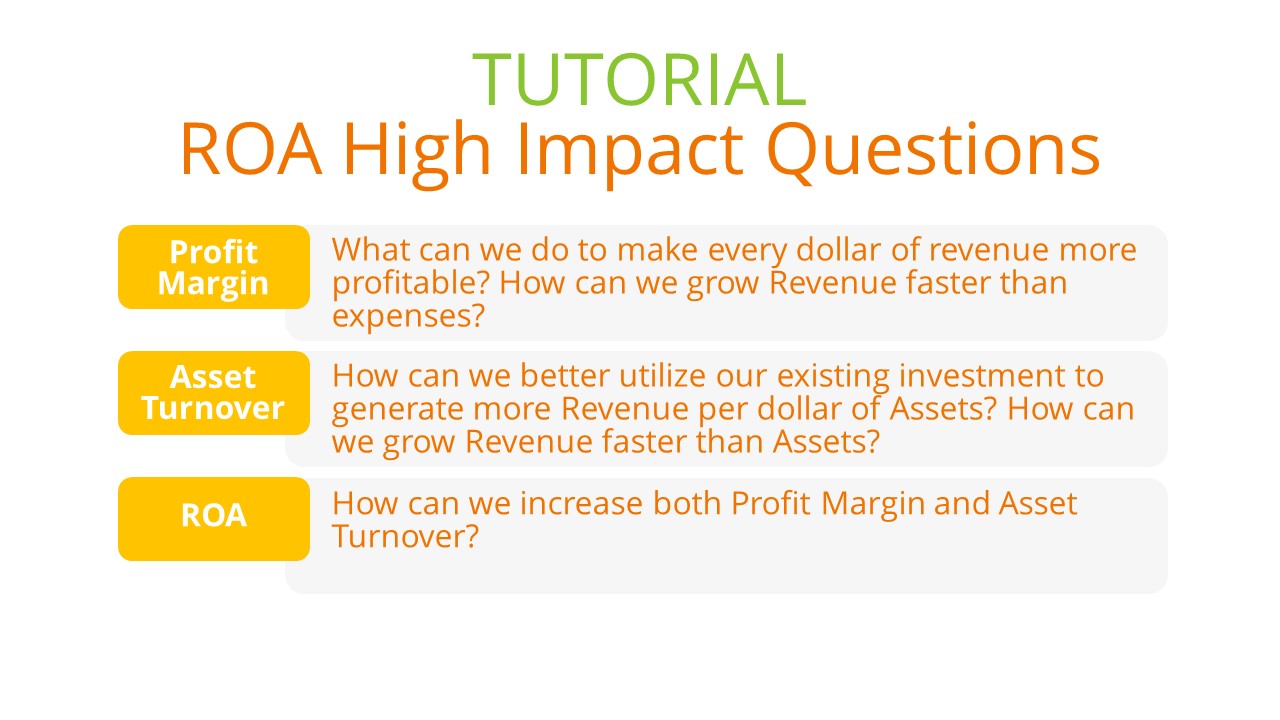 TUTORIAL
ROA High Impact Questions
Profit
Margin
What can we do to make every dollar of revenue more
profitable? How can we grow Revenue faster than
expenses?
Asset
Turnover
How can we better utilize our existing investment to
generate more Revenue per dollar of Assets? How can
we grow Revenue faster than Assets?
ROA
How can we increase both Profit Margin and Asset
Turnover?